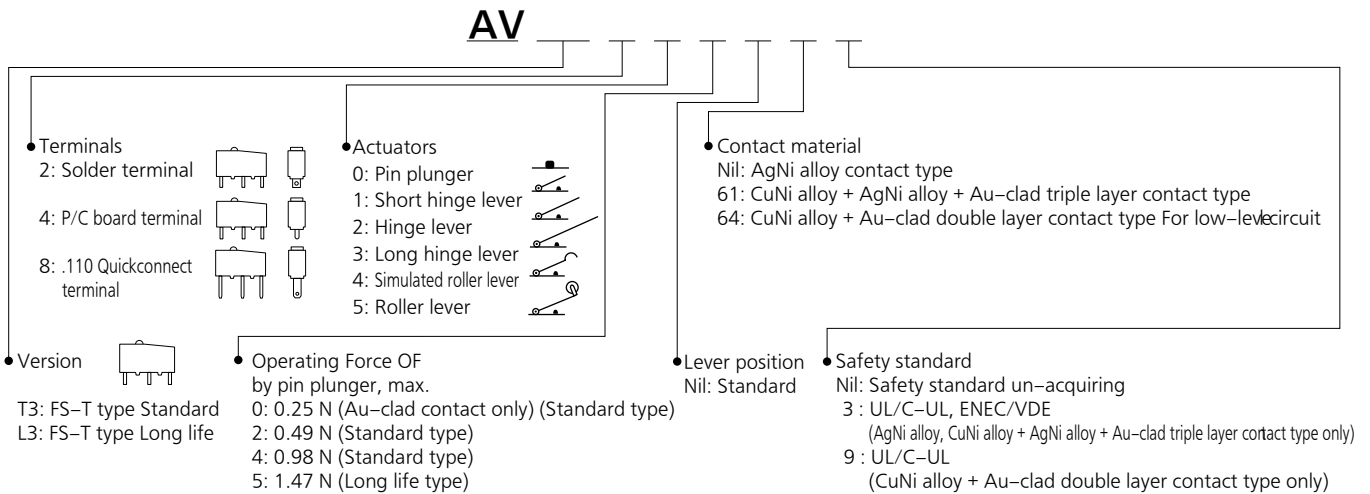 AV
Terminals
2: Solder terminal
4: P/C board terminal
8: .110 Quickconnect
terminal
Actuators
0: Pin plunger
1: Short hinge lever
2: Hinge lever
3: Long hinge lever
4: Simulated roller lever
5: Roller lever
Contact material
Nil: AgNi alloy contact type
61: CuNi alloy + AgNi alloy + Au–clad triple layer contact type
64: CuNi alloy + Au–clad double layer contact type For low–level circuit
Version
T3: FS–T type Standard
L3: FS–T type Long life
Operating Force OF
by pin plunger, max.
0: 0.25 N (Au–clad contact only) (Standard type)
2: 0.49 N (Standard type)
4: 0.98 N (Standard type)
5: 1.47 N (Long life type)
Lever position
Nil: Standard
Safety standard
Nil: Safety standard un–acquiring
3 : UL/C–UL, ENEC/VDE
(AgNi alloy, CuNi alloy + AgNi alloy + Au–clad triple layer contact type only)
9 : UL/C–UL
(CuNi alloy + Au–clad double layer contact type only)